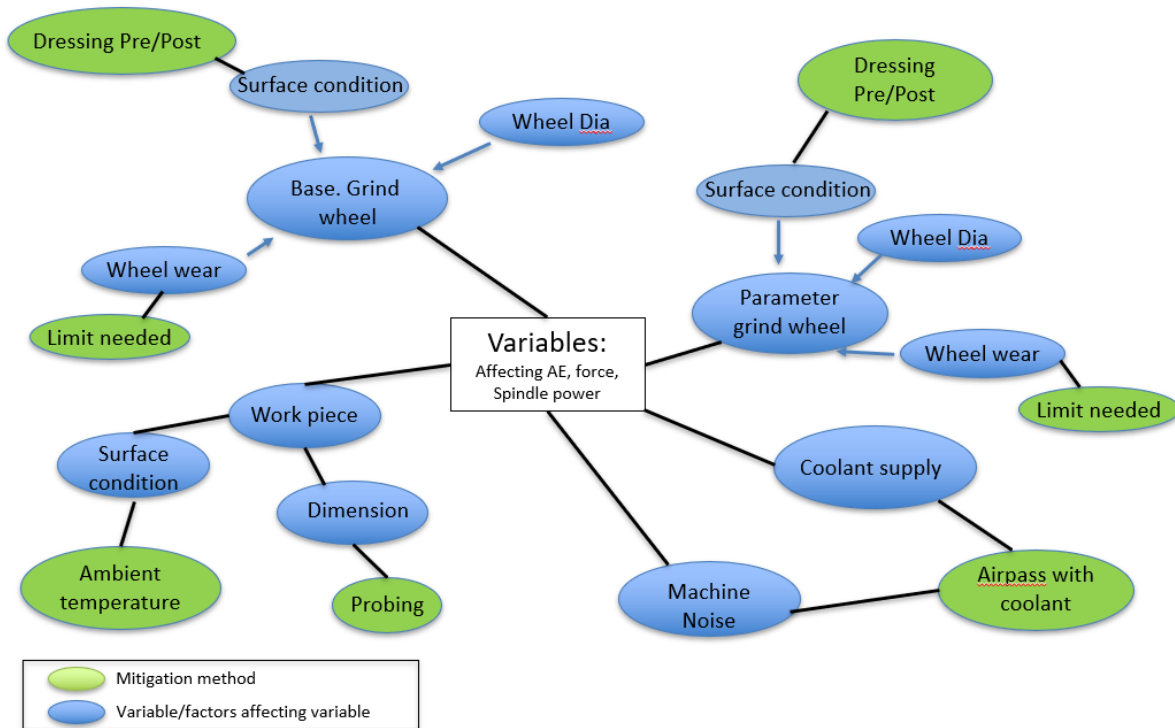 Dressing Pre/Post
Surface condition
Wheel Dia
Base. Grind
wheel
Wheel wear
Limit needed
Dressing
Pre/Post
Surface condition
Wheel Dia
Parameter
grind wheel
Wheel wear
Limit needed
Variables:
Affecting AE, force,
Spindle power
Work piece
Surface
condition
Dimension
Ambient
temperature
Probing
Coolant supply
Machine
Noise
Airpass with
coolant
Mitigation method
Variable/factors affecting variable